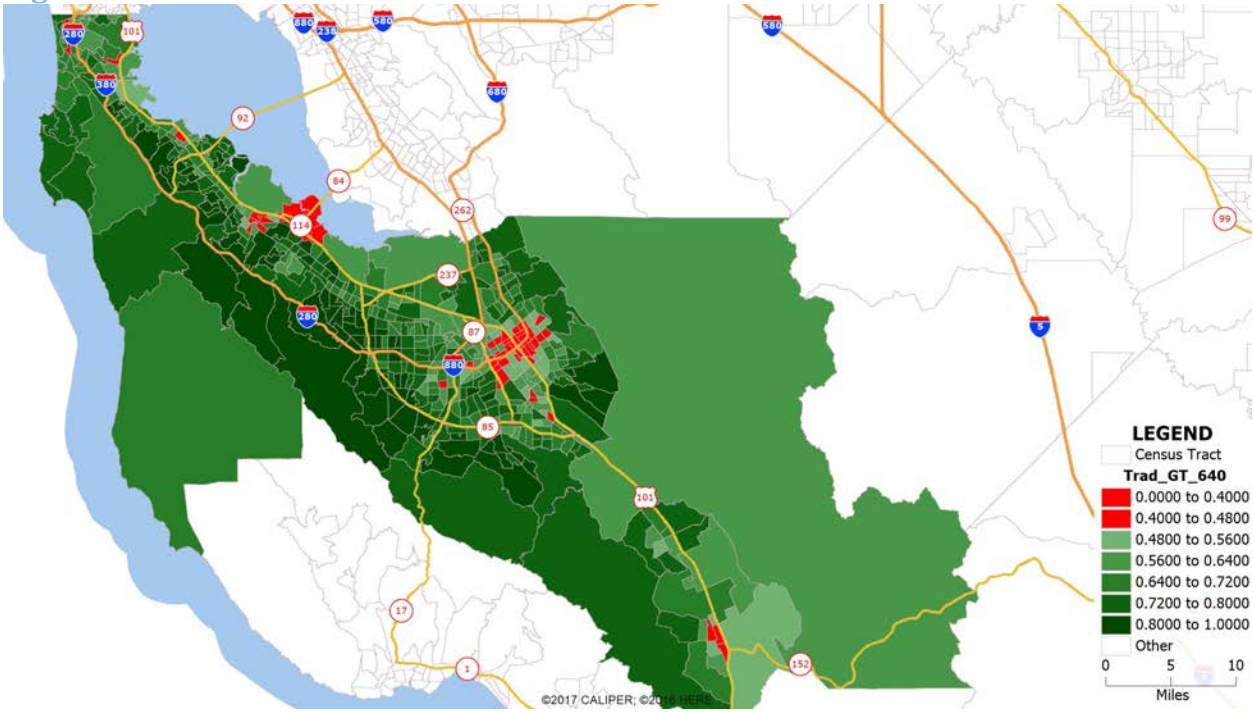 280
101
880
238
580
580
380
680
92
84
262
99
114
237
280
87
5
880
85
101
17
1
152
LEGEND
Census Tract
Trad_GT_640
0.0000 to 0.4000
0.4000 to 0.4800
0.4800 to 0.5600
0.5600 to 0.6400
0.6400 to 0.7200
0.7200 to 0.8000
0.8000 to 1.0000
Other
0 5 10
Miles
©2017 CALIPER; ©2016 HERE